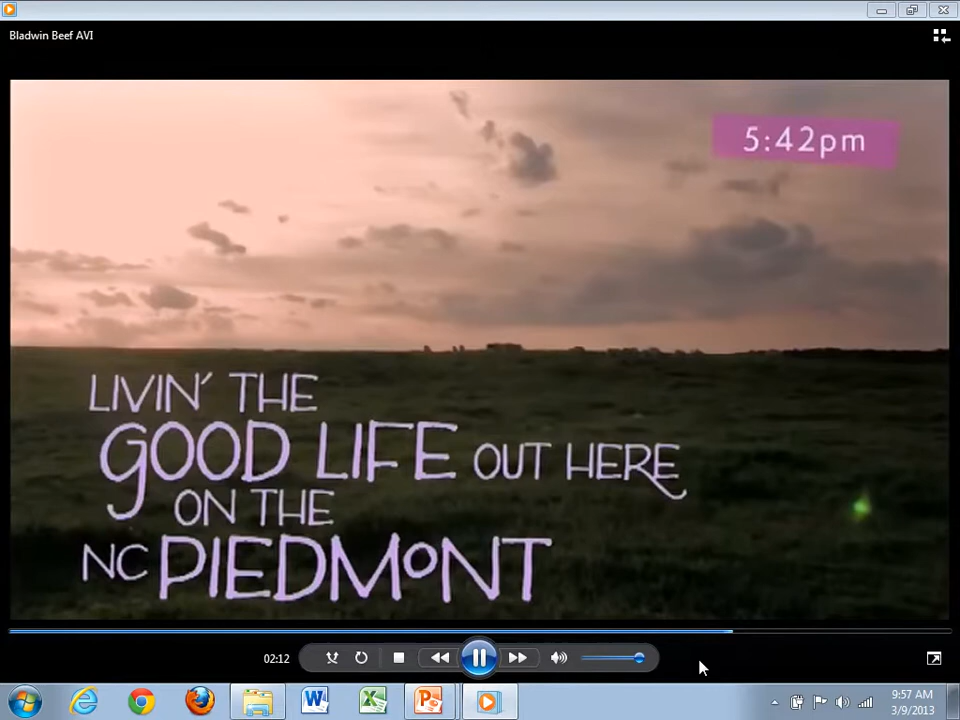 Bladwin Beef AVI
5:42pm
LIVIN' THE
GOOD LIFE OUT HERE
ON THE
NC PIEDMONT
02:12
9:57 AM
3/9/2013